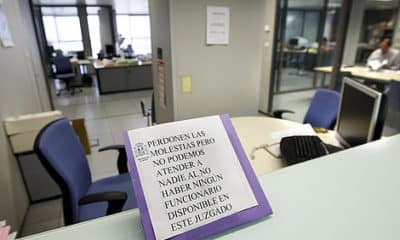 PERDONEN LAS
MOLESTIAS PERO
NO PODEMOS
ATENDER A
NADIE AL NO
HABER NINGUN
FUNCIONARIO
DISPONIBLE EN
ESTE JUZGADO